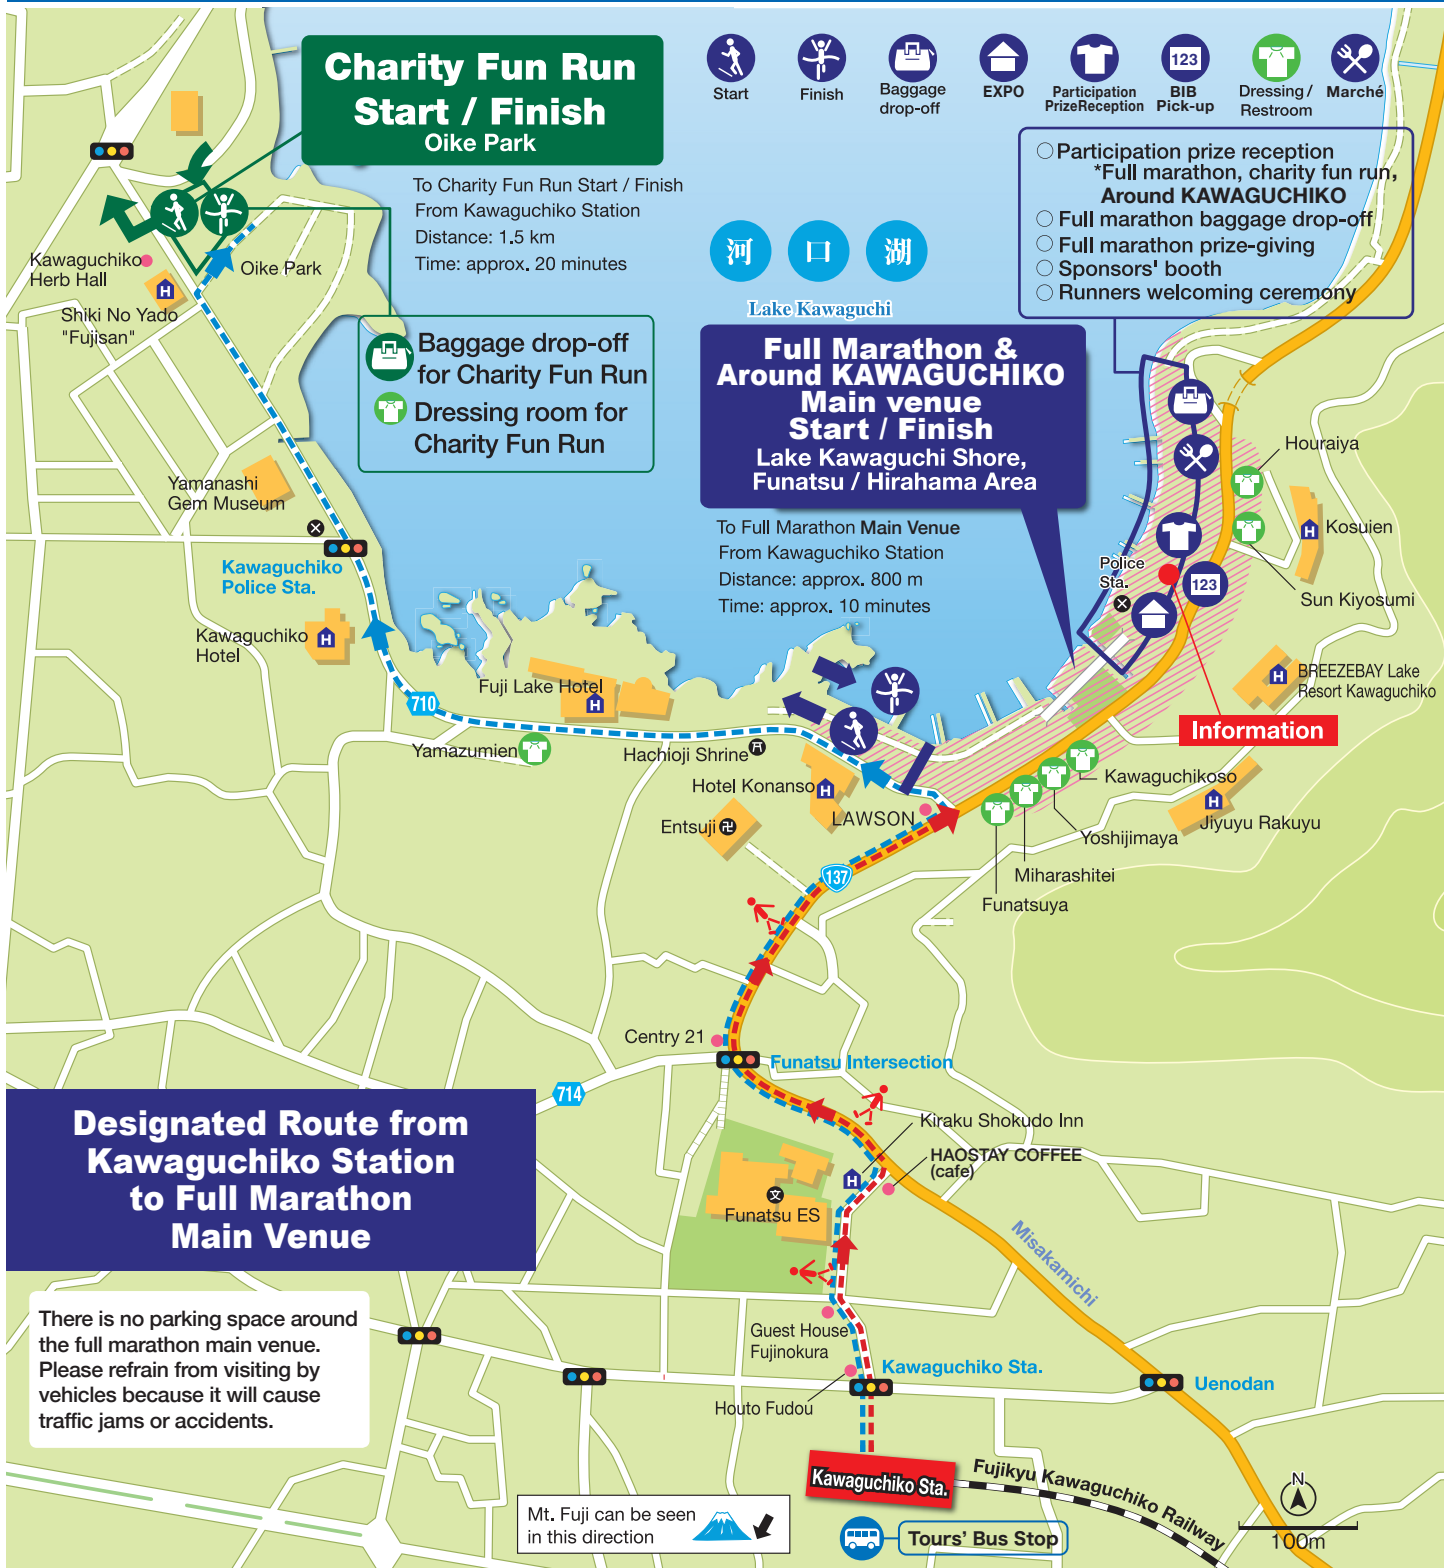 Charity Fun Run
Start / Finish
Oike Park
Start
Finish
Baggage
drop-off
EXPO
Participation
PrizeReception
123
BIB
Pick-up
Dressing /
Restroom
Marché
○Participation prize reception
*Full marathon, charity fun run,
Around KAWAGUCHIKO
○Full marathon baggage drop-off
○Full marathon prize-giving
○Sponsors' booth
○Runners welcoming ceremony
To Charity Fun Run Start / Finish
From Kawaguchiko Station
Distance: 1.5 km
Time: approx. 20 minutes
河口湖
Lake Kawaguchi
Kawaguchiko
Herb Hall
Oike Park
H
Shiki No Yado
"Fujisan"
Baggage drop-off
for Charity Fun Run
Dressing room for
Charity Fun Run
Full Marathon &
Around KAWAGUCHIKO
Main venue
Start / Finish
Lake Kawaguchi Shore,
Funatsu / Hirahama Area
To Full Marathon Main Venue
From Kawaguchiko Station
Distance: approx. 800 m
Time: approx. 10 minutes
Houraiya
Yamanashi
Gem Museum
H
Kosuien
Kawaguchiko
Police Sta.
Police
Sta.
123
Sun Kiyosumi
Kawaguchiko
Hotel
H
H
BREEZEBAY Lake
Resort Kawaguchiko
Fuji Lake Hotel
H
710
Information
Yamazumien
Hachioji Shrine
Hotel Konanso
H
Kawaguchikoso
H
Jiyuyu Rakuyu
Entsuji
卍
LAWSON
Yoshijimaya
Miharashitei
Funatsuya
137
Centry 21
Funatsu Intersection
714
Designated Route from
Kawaguchiko Station
to Full Marathon
Main Venue
Kiraku Shokudo Inn
H
HAOSTAY COFFEE
(cafe)
文
Funatsu ES
Misakamichi
There is no parking space around
the full marathon main venue.
Please refrain from visiting by
vehicles because it will cause
traffic jams or accidents.
Guest House
Fujinokura
Kawaguchiko Sta.
Uenodan
Houto Fudou
Kawaguchiko Sta.
Fujikyu Kawaguchiko Railway
N
100m
Mt. Fuji can be seen
in this direction
Tours' Bus Stop